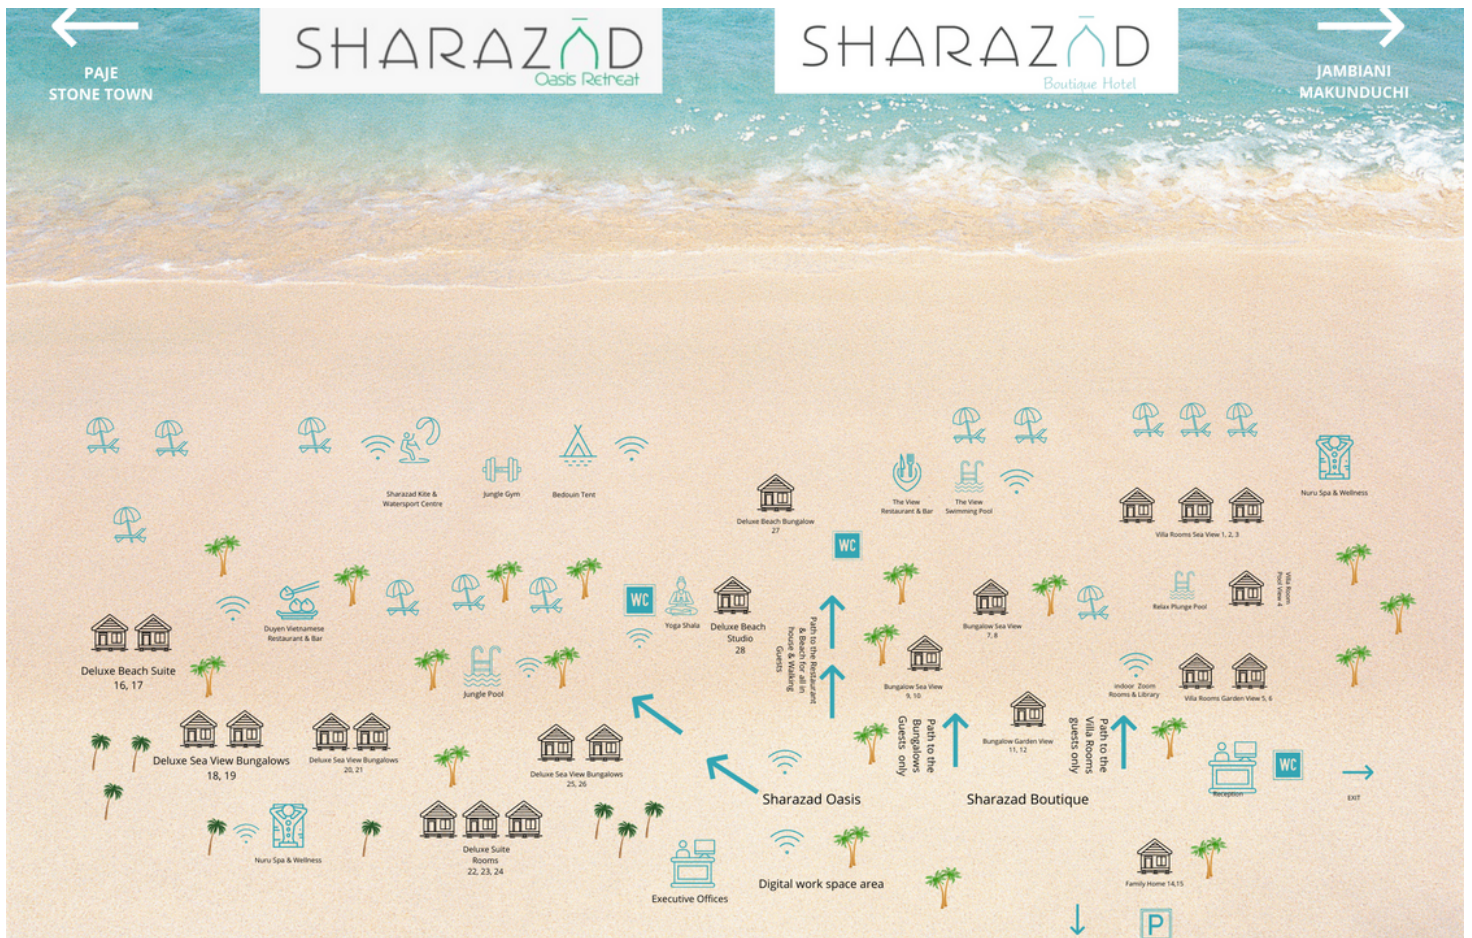 PAJE
STONE TOWN
SHARAZĀD
Oasis Retreat
SHARAZĀD
Boutique Hotel
JAMBIANI
MAKUNDUCHI
Sharazad Kite &
Watersport Centre
Jungle Gym
Bedouin Tent
Deluxe Beach Bungalow
27
The View
Restaurant & Bar
The View
Swimming Pool
Villa Rooms Sea View 1, 2, 3
Nuru Spa & Wellness
WC
Duyen Vietnamese
Restaurant & Bar
WC
Yoga Shala
Deluxe Beach
Studio
28
Path to the Restaurant
& Beach for all in
house & Walking
Guests
Bungalow Sea View
7, 8
Relax Plunge Pool
Villa Room
Pool View 4
Deluxe Beach Suite
16, 17
Jungle Pool
Bungalow Sea View
9, 10
indoor Zoom
Rooms & Library
Villa Rooms Garden View 5, 6
Deluxe Sea View Bungalows
18, 19
Deluxe Sea View Bungalows
20, 21
Deluxe Sea View Bungalows
25, 26
Path to the
Bungalows
Guests only
Bungalow Garden View
11, 12
Path to the
Villa Rooms
guests only
WC
Reception
EXIT
Sharazad Oasis
Sharazad Boutique
Nuru Spa & Wellness
Deluxe Suite
Rooms
22, 23, 24
Executive Offices
Digital work space area
Family Home 14,15
P